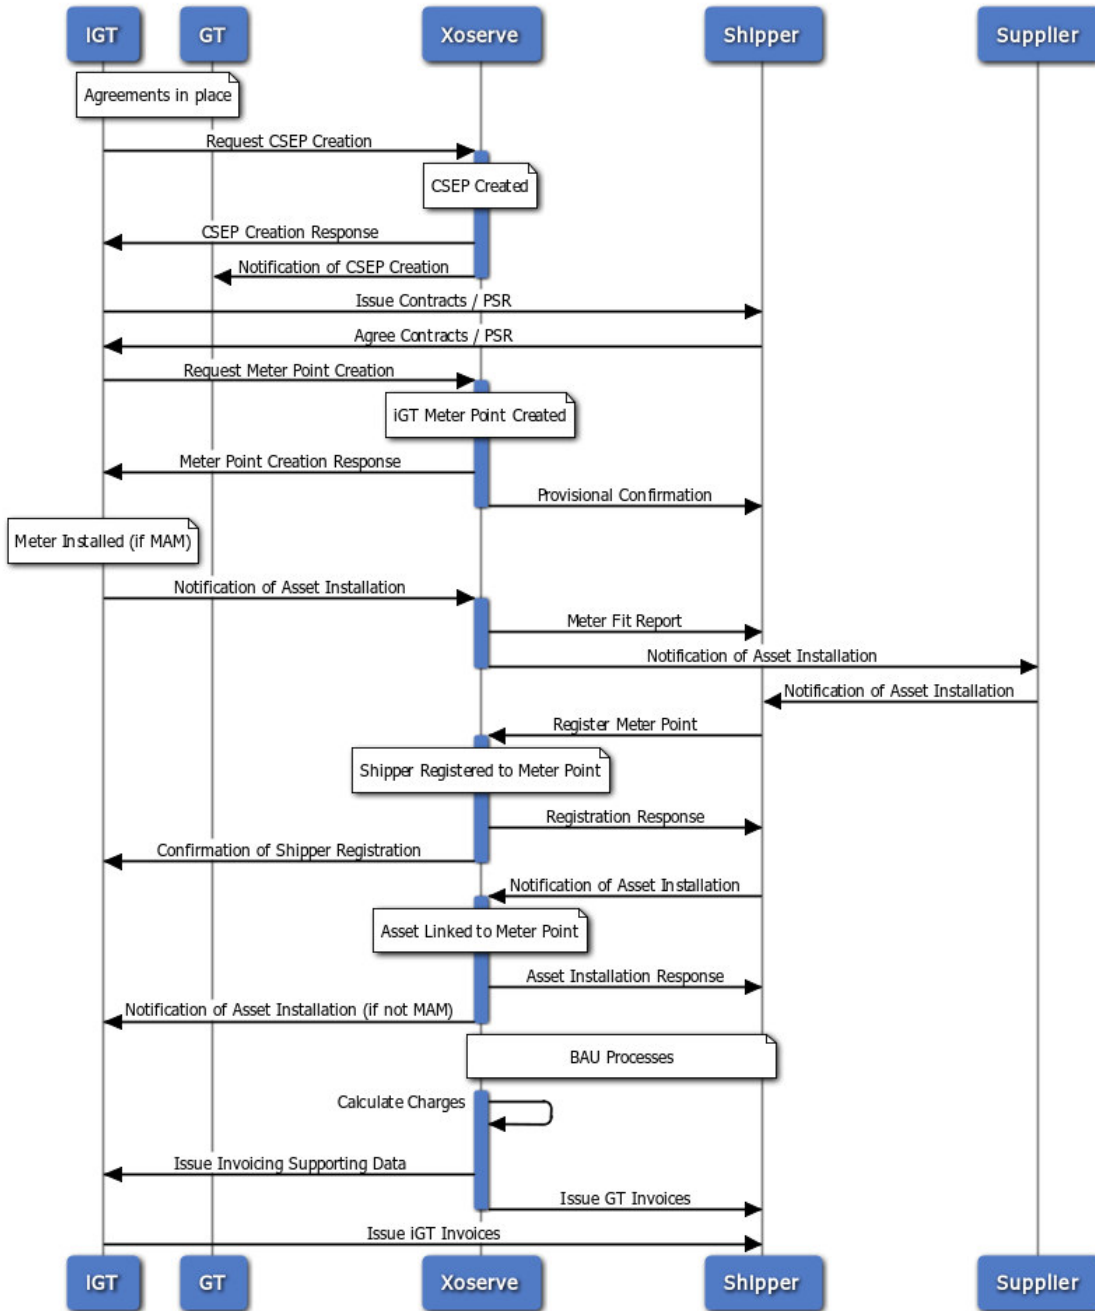 IGT
GT
Xoserve
Shipper
Supplier
Agreements in place
Request CSEP Creation
CSEP Created
CSEP Creation Response
Notification of CSEP Creation
Issue Contracts / PSR
Agree Contracts / PSR
Request Meter Point Creation
iGT Meter Point Created
Meter Point Creation Response
Provisional Confirmation
Meter Installed (if MAM)
Notification of Asset Installation
Meter Fit Report
Notification of Asset Installation
Notification of Asset Installation
Register Meter Point
Shipper Registered to Meter Point
Registration Response
Confirmation of Shipper Registration
Notification of Asset Installation
Asset Linked to Meter Point
Asset Installation Response
Notification of Asset Installation (if not MAM)
BAU Processes
Calculate Charges
Issue Invoicing Supporting Data
Issue GT Invoices
Issue iGT Invoices
IGT
GT
Xoserve
Shipper
Supplier